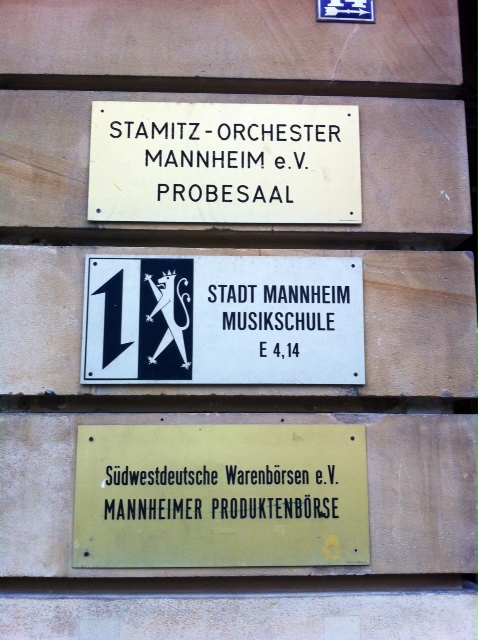 STAMITZ-ORCHESTER
MANNHEIM e.V.
PROBESAAL
STADT MANNHEIM
MUSIKSCHULE
E 4,14
Südwestdeutsche Warenbörsen e.V.
MANNHEIMER PRODUKTENBÖRSE